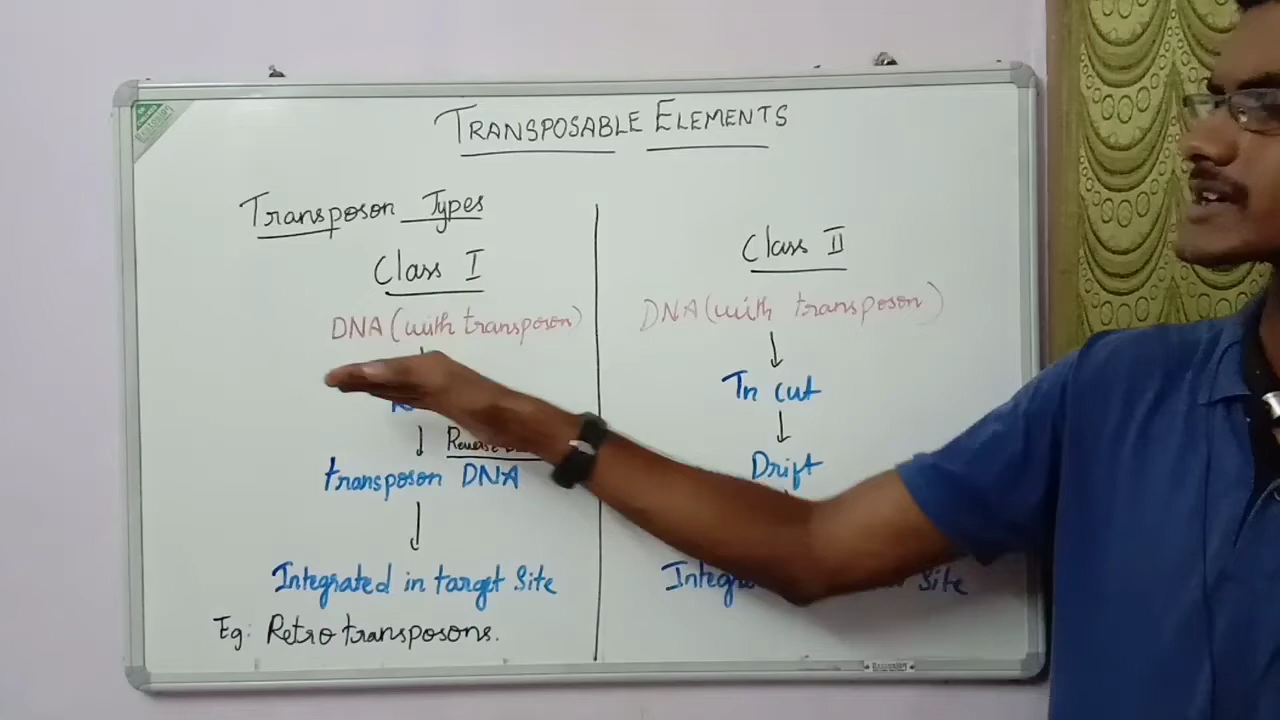 TRANSPOSABLE ELEMENTS
Transposon Types
Class I
DNA (with transposon)
transposon DNA
Integrated in target Site
Eg: Retrotransposons.
Class II
DNA (with transposon)
Tn cut
Drift
Site